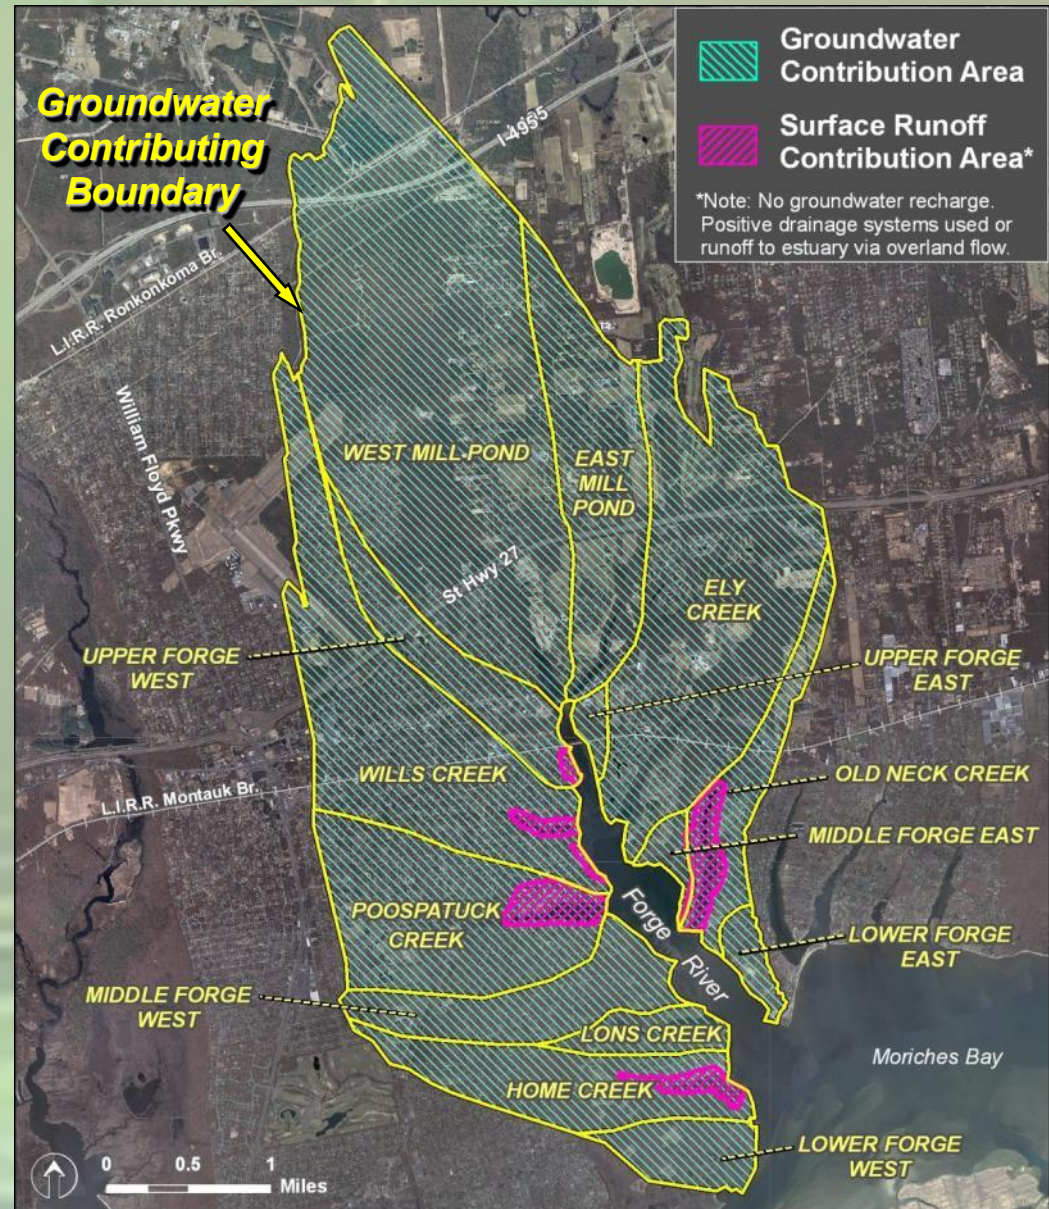 Groundwater
Contribution Area
Surface Runoff
Contribution Area*
*Note: No groundwater recharge.
Positive drainage systems used or
runoff to estuary via overland flow.
Groundwater
Contributing
Boundary
I-495
L.I.R.R. Ronkonkoma Br.
William Floyd Pkwy
WEST MILL POND
EAST
MILL
POND
St Hwy 27
ELY
CREEK
UPPER FORGE
WEST
UPPER FORGE
EAST
WILLS CREEK
OLD NECK CREEK
L.I.R.R. Montauk Br.
MIDDLE FORGE EAST
POOSPATUCK
CREEK
Forge
River
LOWER FORGE
EAST
MIDDLE FORGE
WEST
LONS CREEK
Moriches Bay
HOME CREEK
LOWER FORGE
WEST
0 0.5 1
Miles